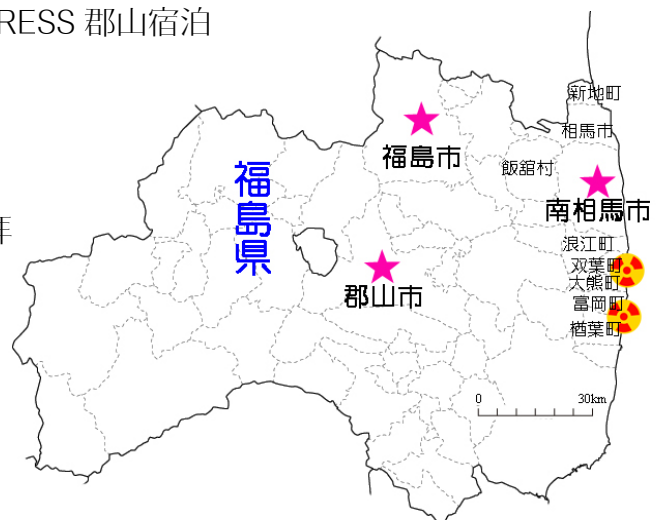 RESS 郡山宿泊
新地町
相馬市
福島市
飯舘村
福島県
南相馬市
浪江町
双葉町
大熊町
郡山市
富岡町
楢葉町
0 30km